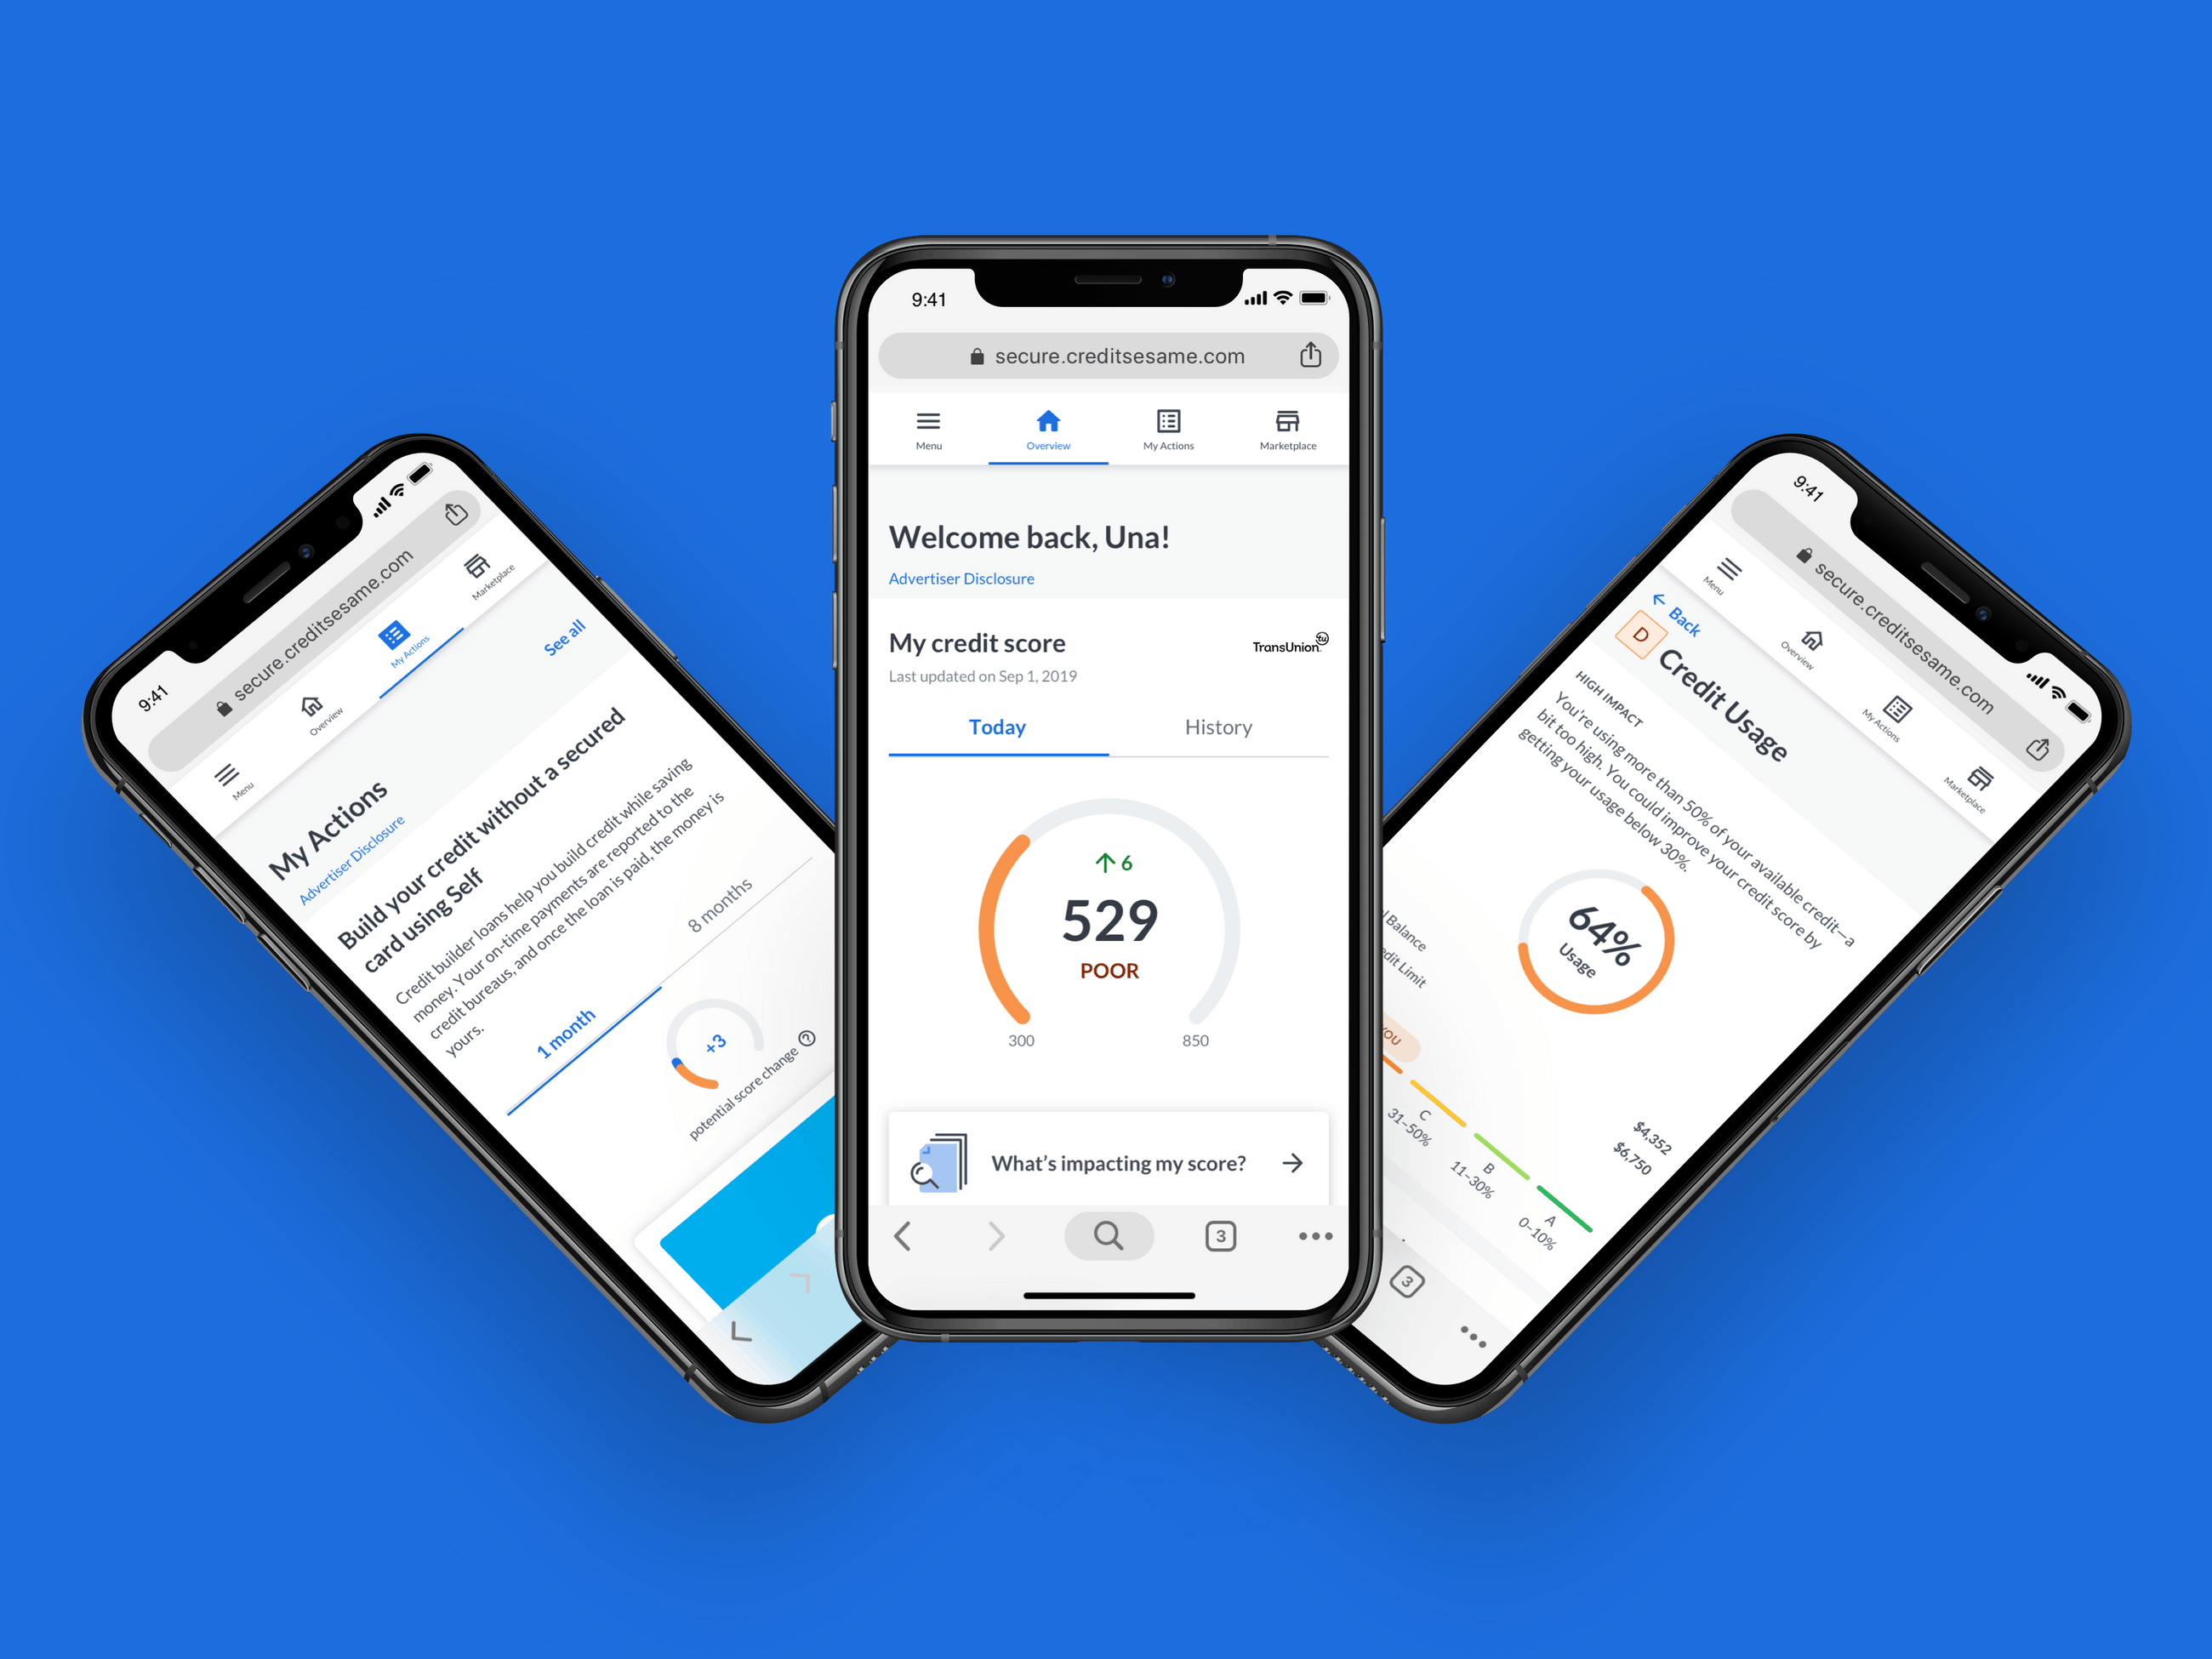 9:41
secure.creditsesame.com
Menu
Overview
My Actions
Marketplace
My Actions
See all
Advertiser Disclosure
Build your credit without a secured
card using Self
Credit builder loans help you build credit while saving
money. Your on-time payments are reported to the
credit bureaus, and once the loan is paid, the money is
yours.
1 month
8 months
+3
potential score change
9:41
secure.creditsesame.com
Menu
Overview
My Actions
Marketplace
Welcome back, Una!
Advertiser Disclosure
My credit score
TransUnion
tu
Last updated on Sep 1, 2019
Today
History
6
529
POOR
300
850
What's impacting my score?
3
9:41
secure.creditsesame.com
Menu
Overview
My Actions
Marketplace
Back
D
Credit Usage
HIGH IMPACT
You're using more than 50% of your available credit—a
bit too high. You could improve your credit score by
getting your usage below 30%.
64%
Usage
Balance
$4,352
Limit
$6,750
C
31–50%
B
11–30%
A
0–10%
3